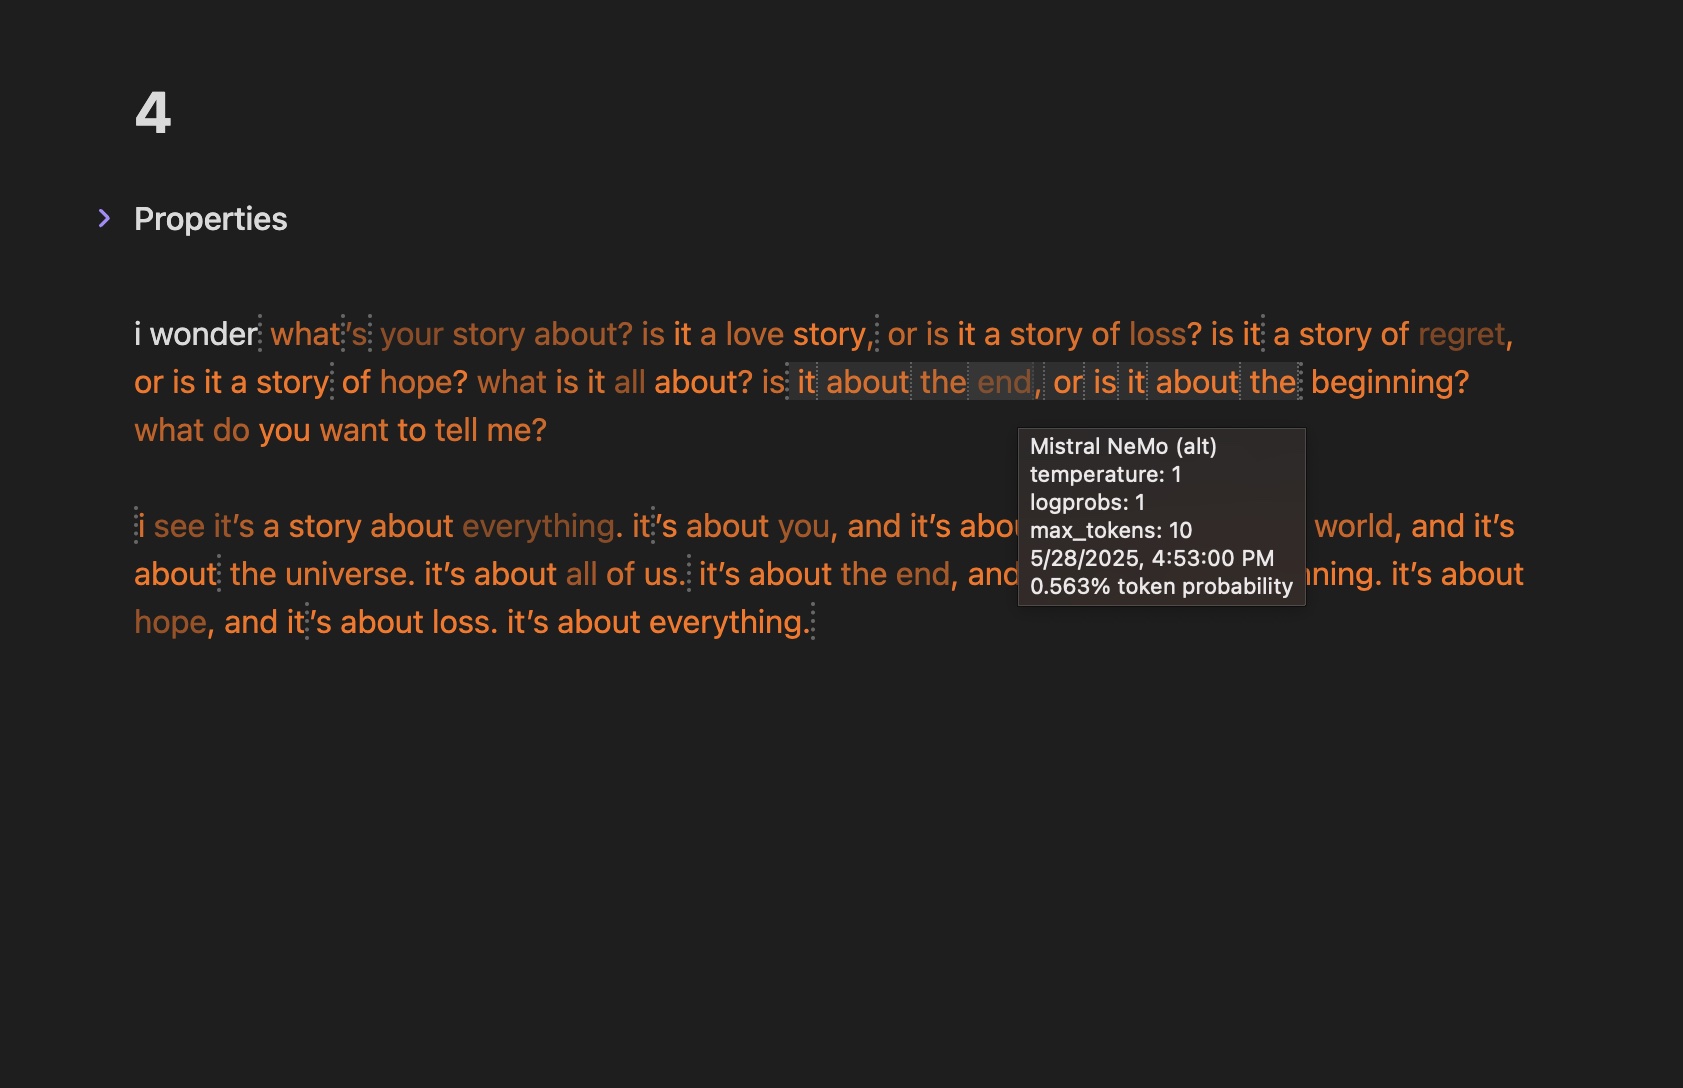 4
Properties
i wonder what’s your story about? is it a love story, or is it a story of loss? is it a story of regret,
or is it a story of hope? what is it all about? is it about the end, or is it about the beginning?
what do you want to tell me?
Mistral NeMo (alt)
temperature: 1
logprobs: 1
max_tokens: 10
5/28/2025, 4:53:00 PM
0.563% token probability
i see it’s a story about everything. it’s about you, and it’s world, and it’s
about the universe. it’s about all of us. it’s about the end, and it’s about
hope, and it’s about loss. it’s about everything.